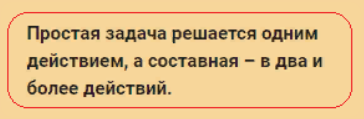 Простая задача решается одним
действием, а составная – в два и
более действий.